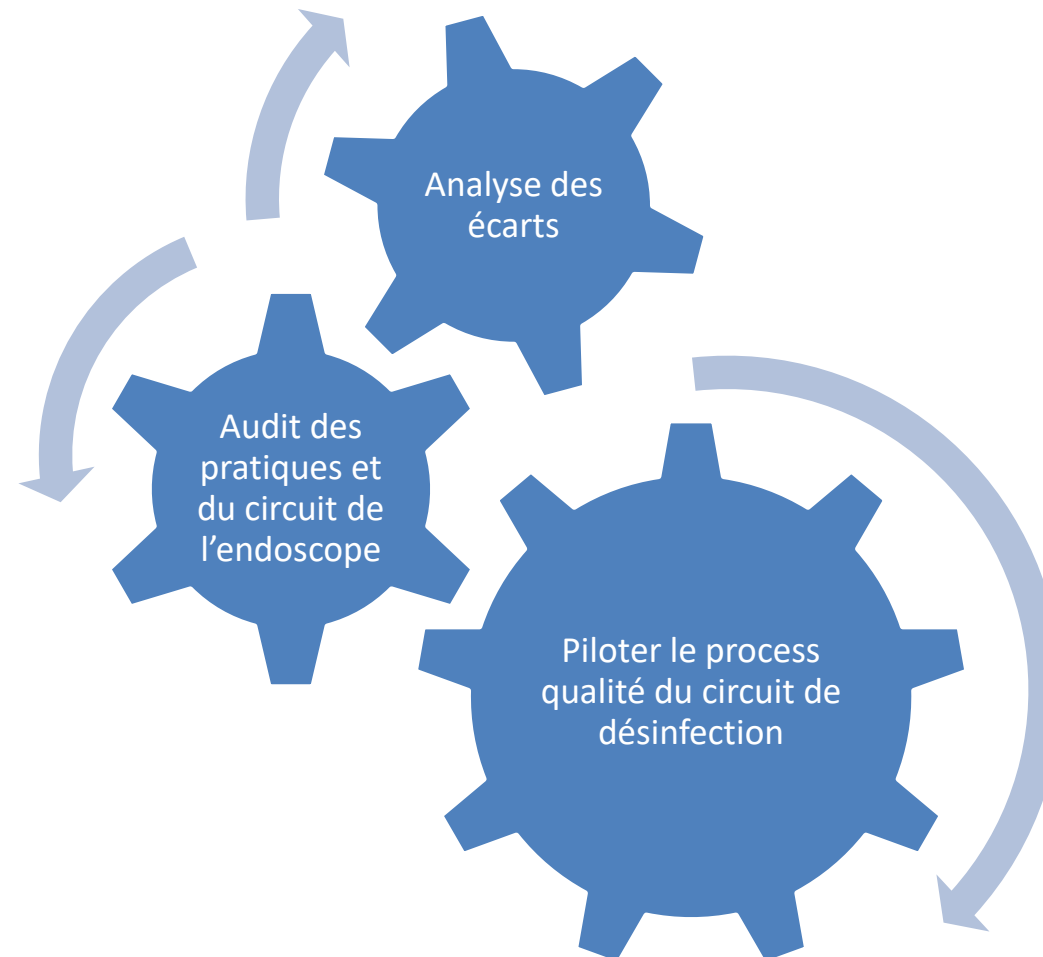 Analyse des
écarts
Audit des
pratiques et
du circuit de
l’endoscope
Piloter le process
qualité du circuit de
désinfection